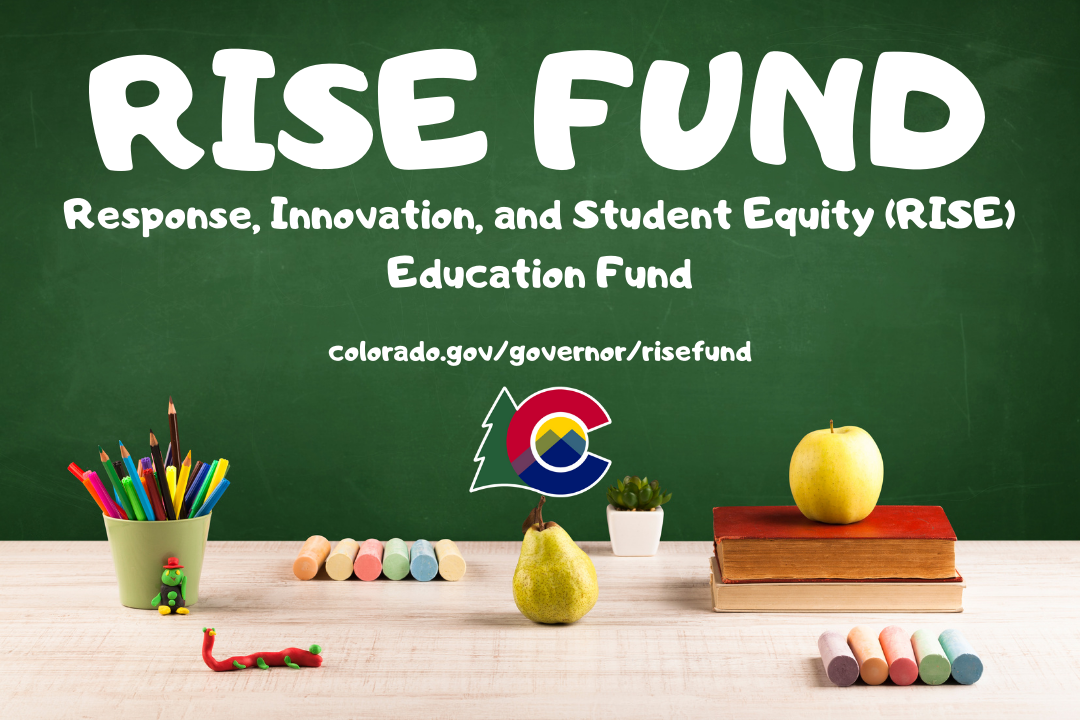 RISE FUND
Response, Innovation, and Student Equity (RISE)
Education Fund
colorado.gov/governor/risefund